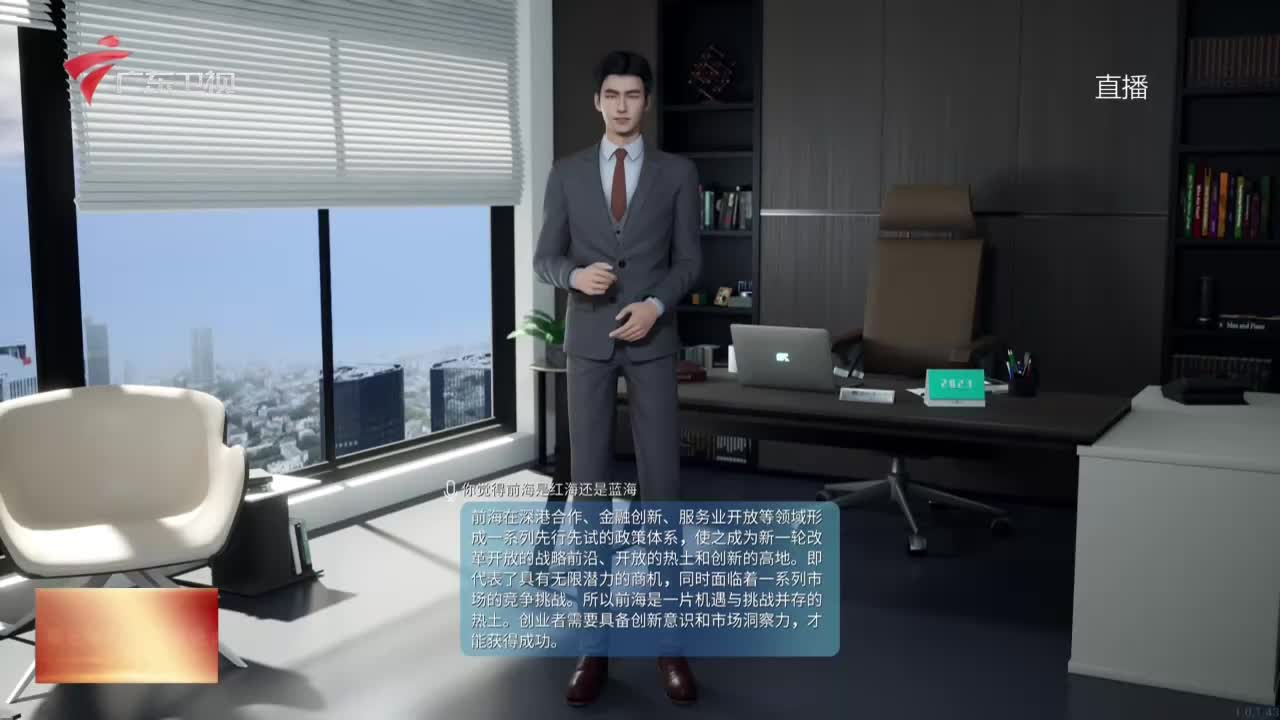 广东卫视
直播
你觉得前海是红海还是蓝海
前海在深港合作、金融创新、服务业开放等领域形
成一系列先行先试的政策体系，使之成为新一轮改
革开放的战略前沿、开放的热土和创新的高地。即
代表了具有无限潜力的商机，同时面临着一系列市
场的竞争挑战。所以前海是一片机遇与挑战并存的
热土。创业者需要具备创新意识和市场洞察力，才
能获得成功。
2023